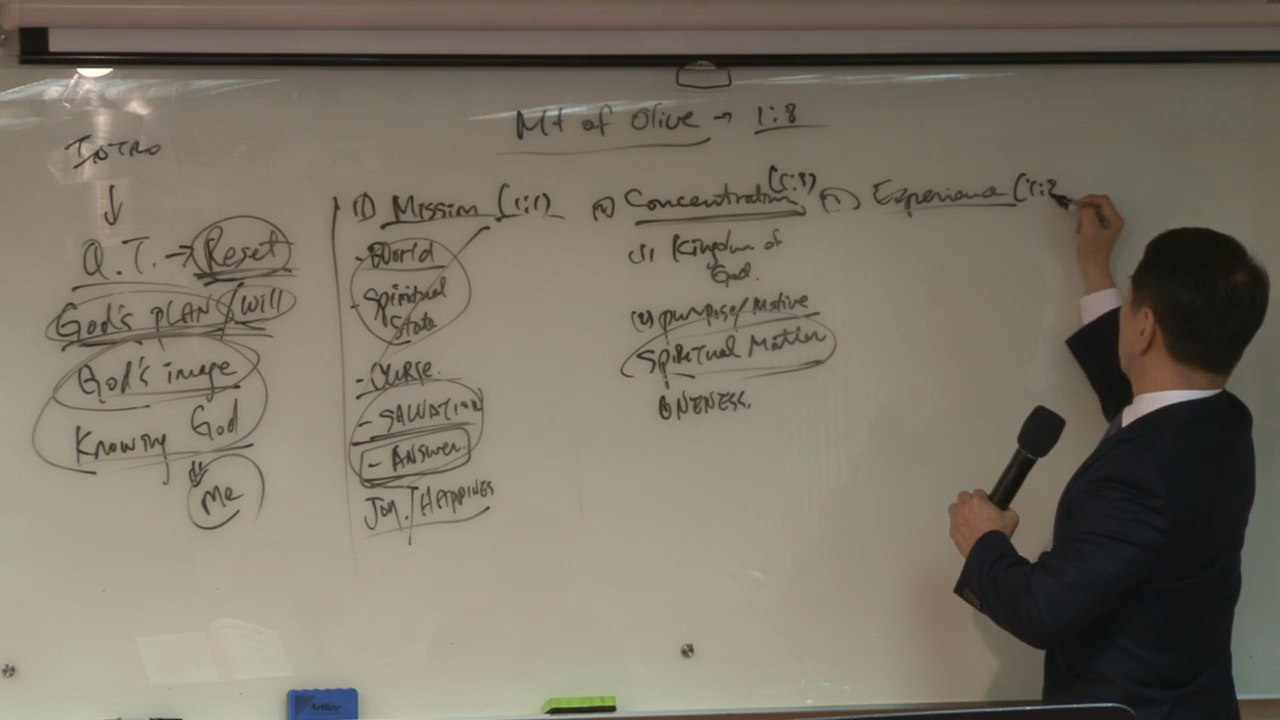 Mt of Olive → 1:8
INTRO
↓
Q.T. → Reset
God's PLAN / Will
God's image
Knowing God
Me
1) Mission (1:1)
- World
- Spiritual
State
- Curse.
- SALVATION
- Answer.
Joy / HAPPINES
2) Concentration (1:3)
(1) Kingdom of
God.
(2) purpose/Motive
Spiritual Matter
ONENESS.
3) Experience (1:
Artline